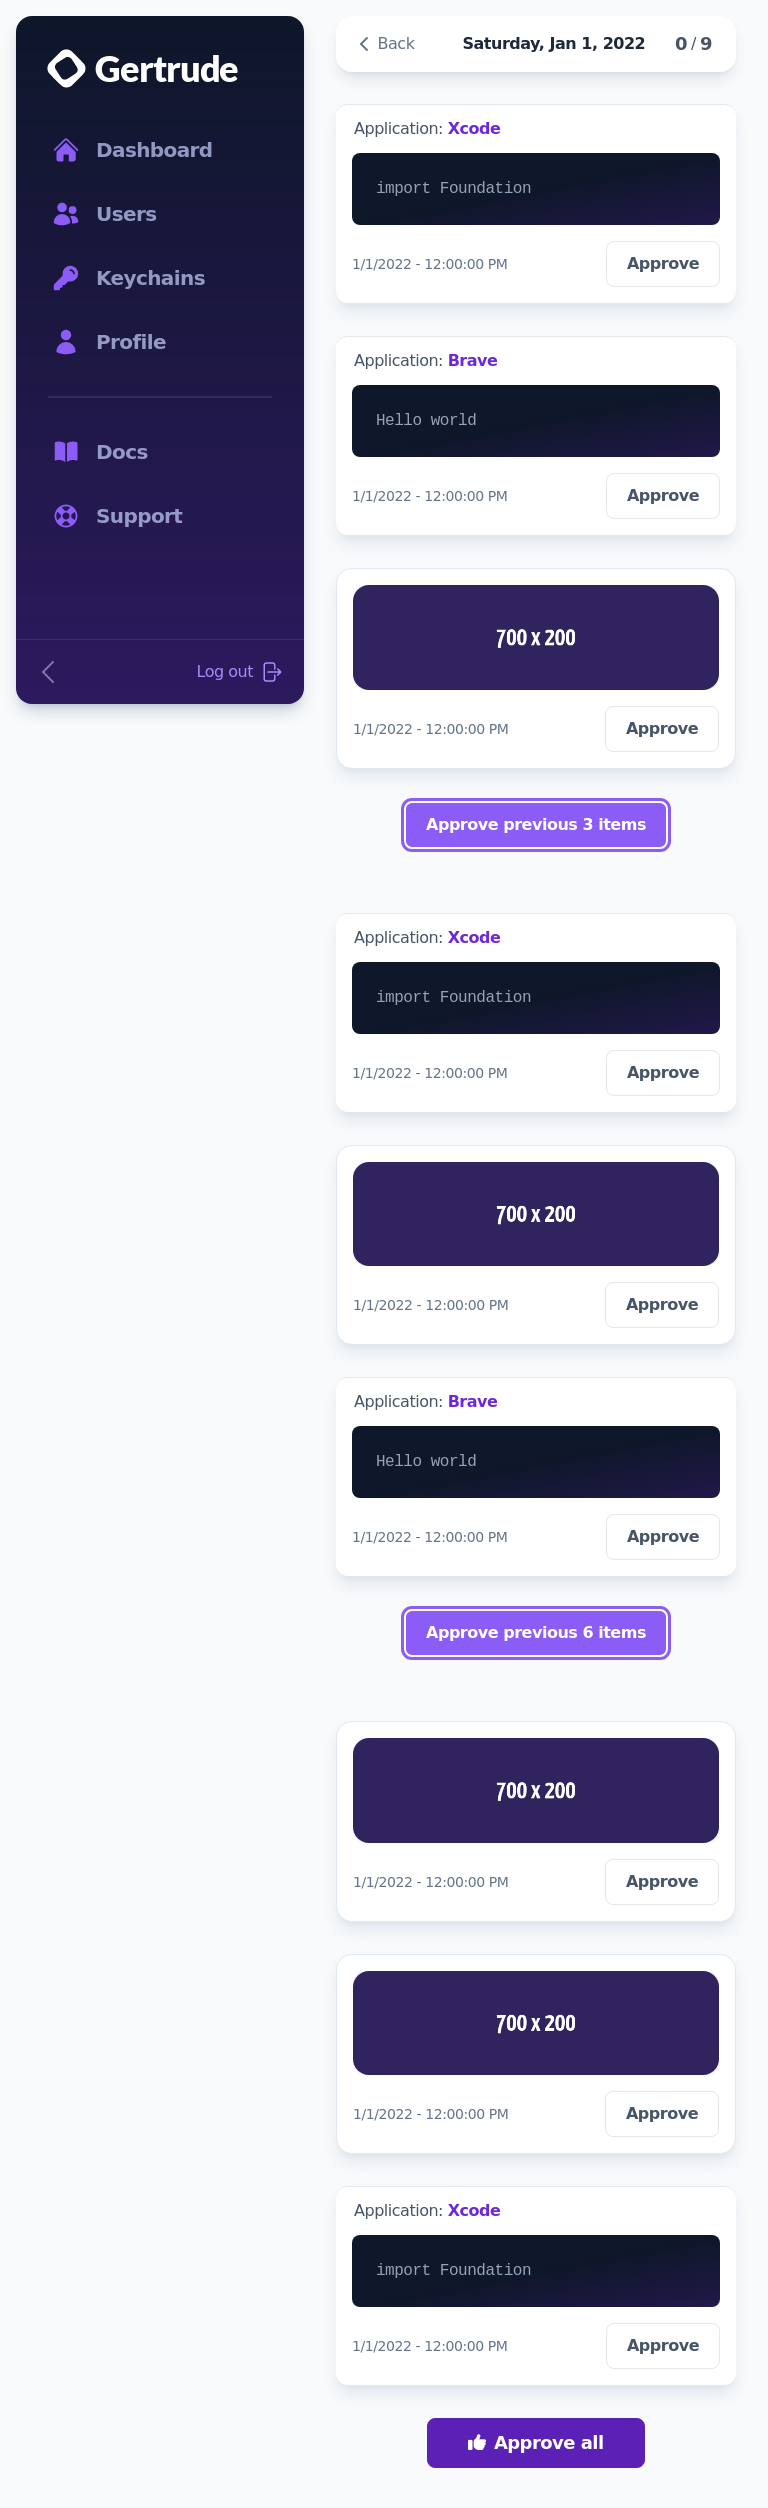 Gertrude
Dashboard
Users
Keychains
Profile
Docs
Support
Log out
Back
Saturday, Jan 1, 2022
0 / 9
Application: Xcode
import Foundation
1/1/2022 - 12:00:00 PM
Approve
Application: Brave
Hello world
1/1/2022 - 12:00:00 PM
Approve
700 x 200
1/1/2022 - 12:00:00 PM
Approve
Approve previous 3 items
Application: Xcode
import Foundation
1/1/2022 - 12:00:00 PM
Approve
700 x 200
1/1/2022 - 12:00:00 PM
Approve
Application: Brave
Hello world
1/1/2022 - 12:00:00 PM
Approve
Approve previous 6 items
700 x 200
1/1/2022 - 12:00:00 PM
Approve
700 x 200
1/1/2022 - 12:00:00 PM
Approve
Application: Xcode
import Foundation
1/1/2022 - 12:00:00 PM
Approve
Approve all